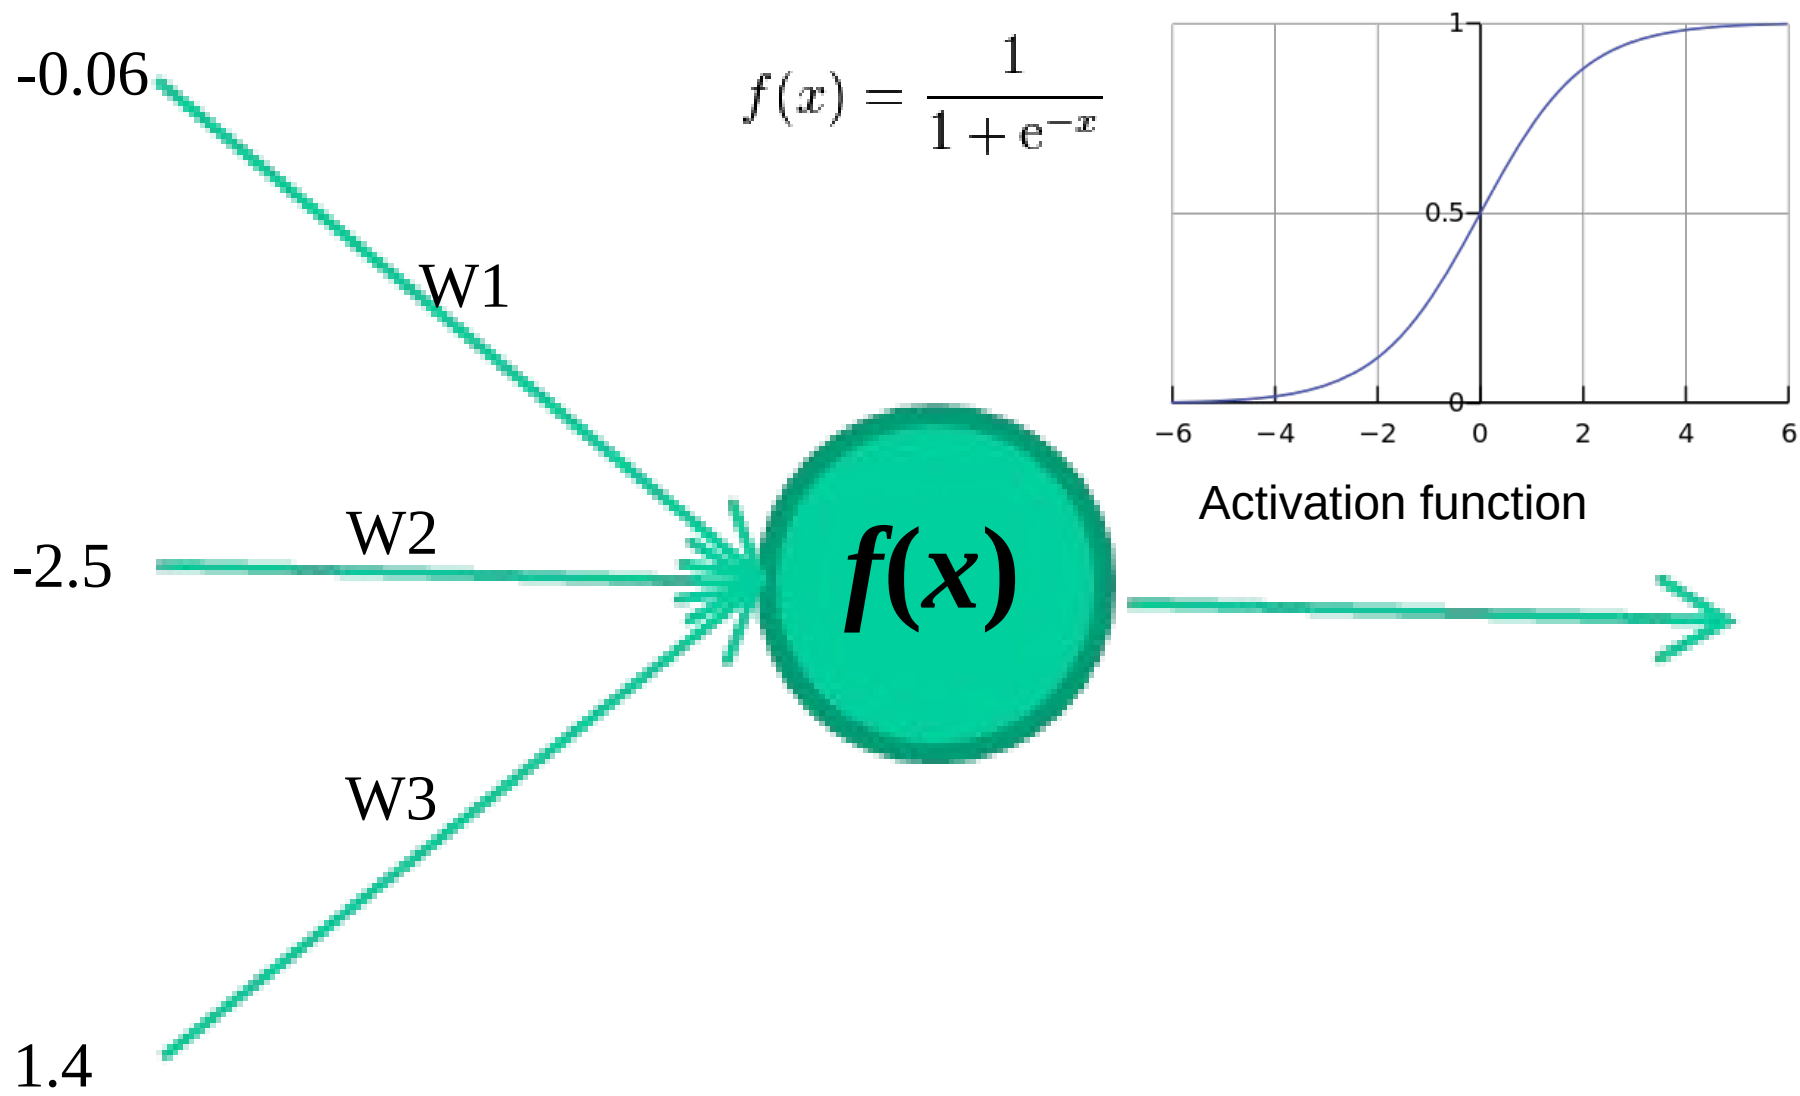 -0.06
W1
-2.5
W2
W3
1.4
f(x) = 1 / (1 + e^{-x})
f(x)
1
0.5
0
−6 −4 −2 0 2 4 6
Activation function